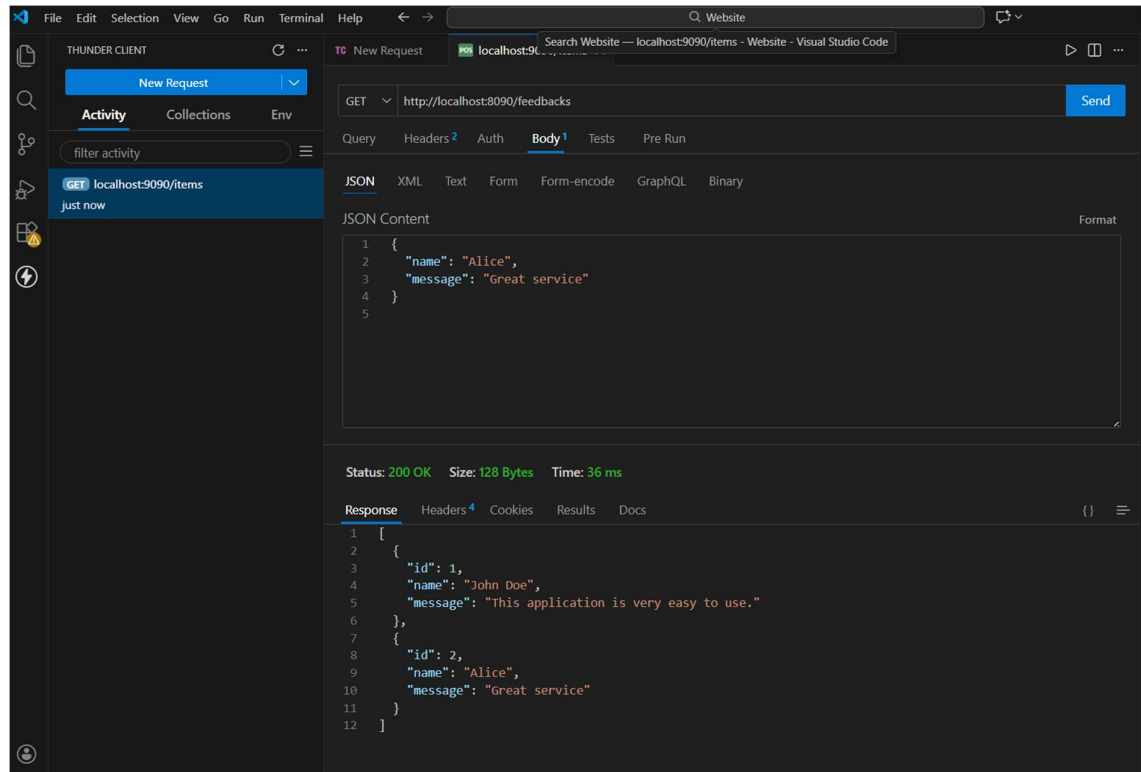 File Edit Selection View Go Run Terminal Help Website
THUNDER CLIENT
New Request
Activity Collections Env
filter activity
GET localhost:9090/items
just now
TC New Request POS localhost:90
Search Website — localhost:9090/items - Website - Visual Studio Code
GET http://localhost:8090/feedbacks Send
Query Headers 2 Auth Body 1 Tests Pre Run
JSON XML Text Form Form-encode GraphQL Binary
JSON Content Format
1 {
2 "name": "Alice",
3 "message": "Great service"
4 }
5
Status: 200 OK Size: 128 Bytes Time: 36 ms
Response Headers 4 Cookies Results Docs {}
1 [
2 {
3 "id": 1,
4 "name": "John Doe",
5 "message": "This application is very easy to use."
6 },
7 {
8 "id": 2,
9 "name": "Alice",
10 "message": "Great service"
11 }
12 ]